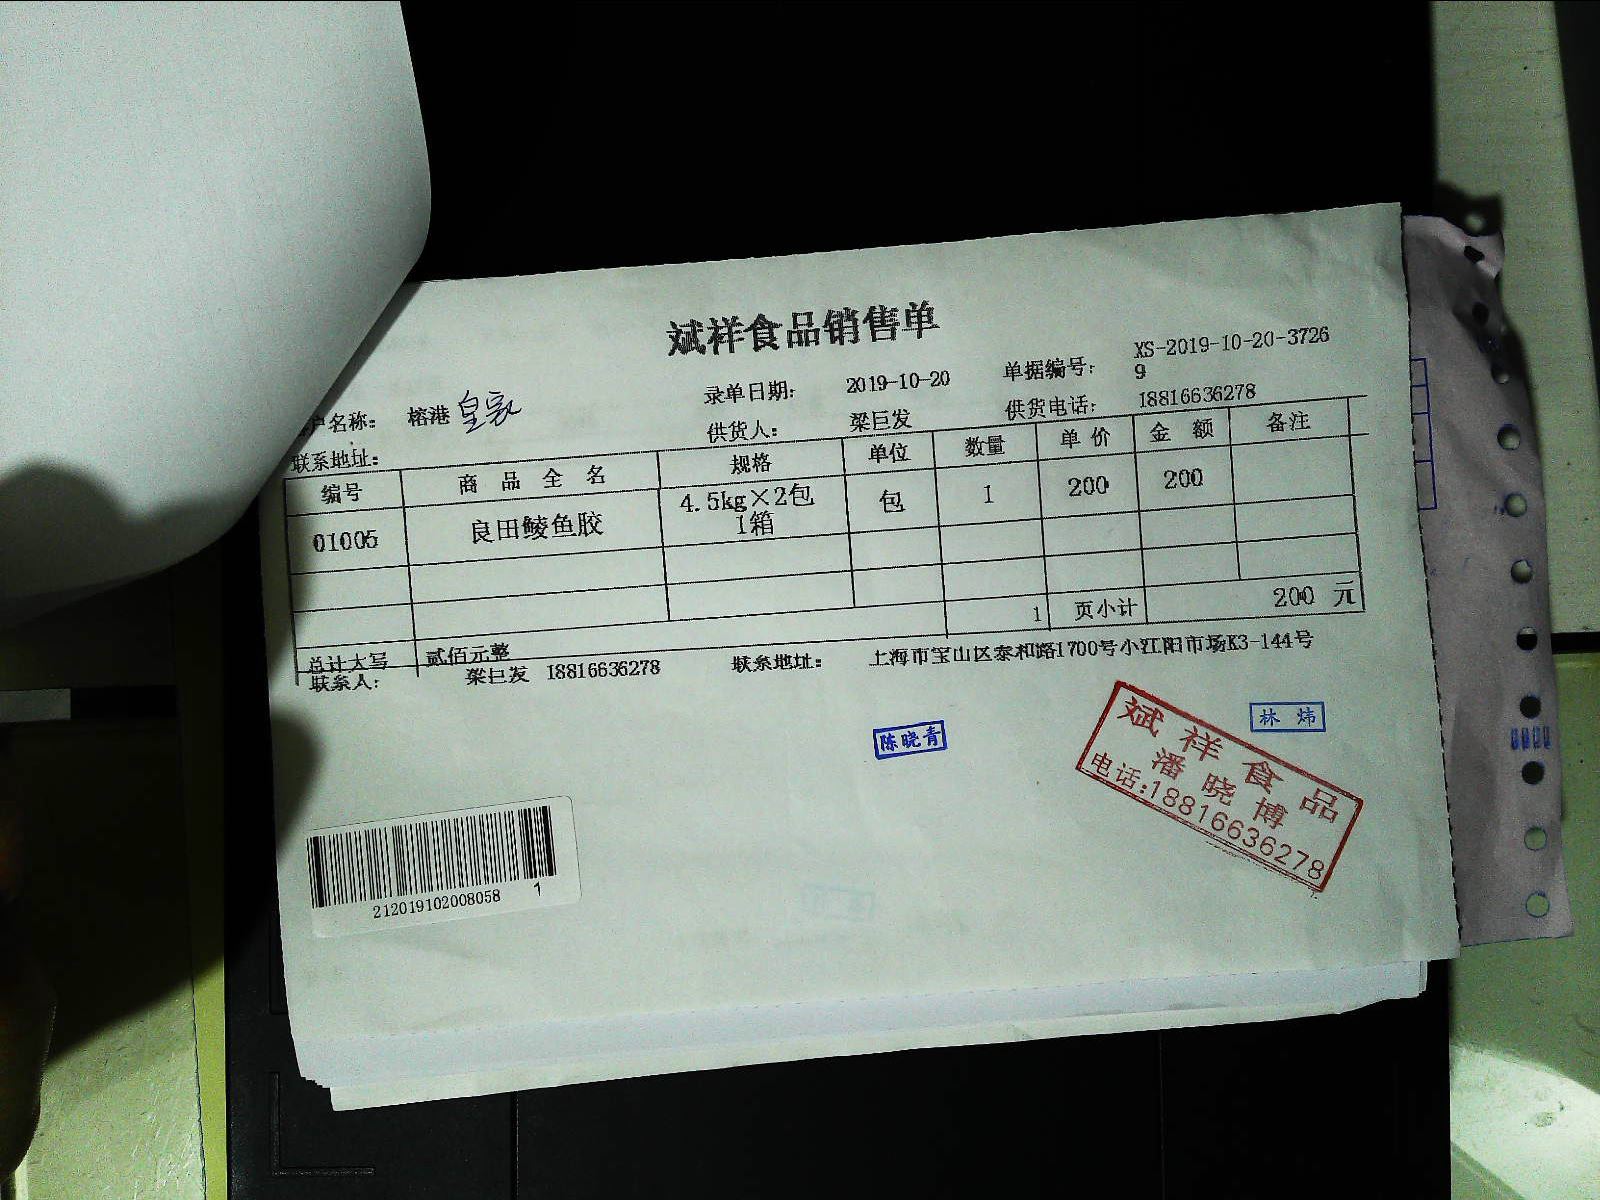 斌祥食品销售单
户名称： 榕港 录单日期： 2019-10-20 单据编号： XS-2019-10-20-3726
9
联系地址： 供货人： 梁巨发 供货电话： 18816636278
编号 商 品 全 名 规格 单位 数量 单 价 金 额 备注
01005 良田鲮鱼胶 4.5kg×2包 包 1 200 200
1箱
1 页小计 200 元
总计大写 贰佰元整
联系人： 梁巨发 18816636278 联系地址： 上海市宝山区泰和路1700号小江阳市场K3-144号
陈晓青
林 炜
斌祥食品
潘晓博
电话:18816636278
212019102008058 1